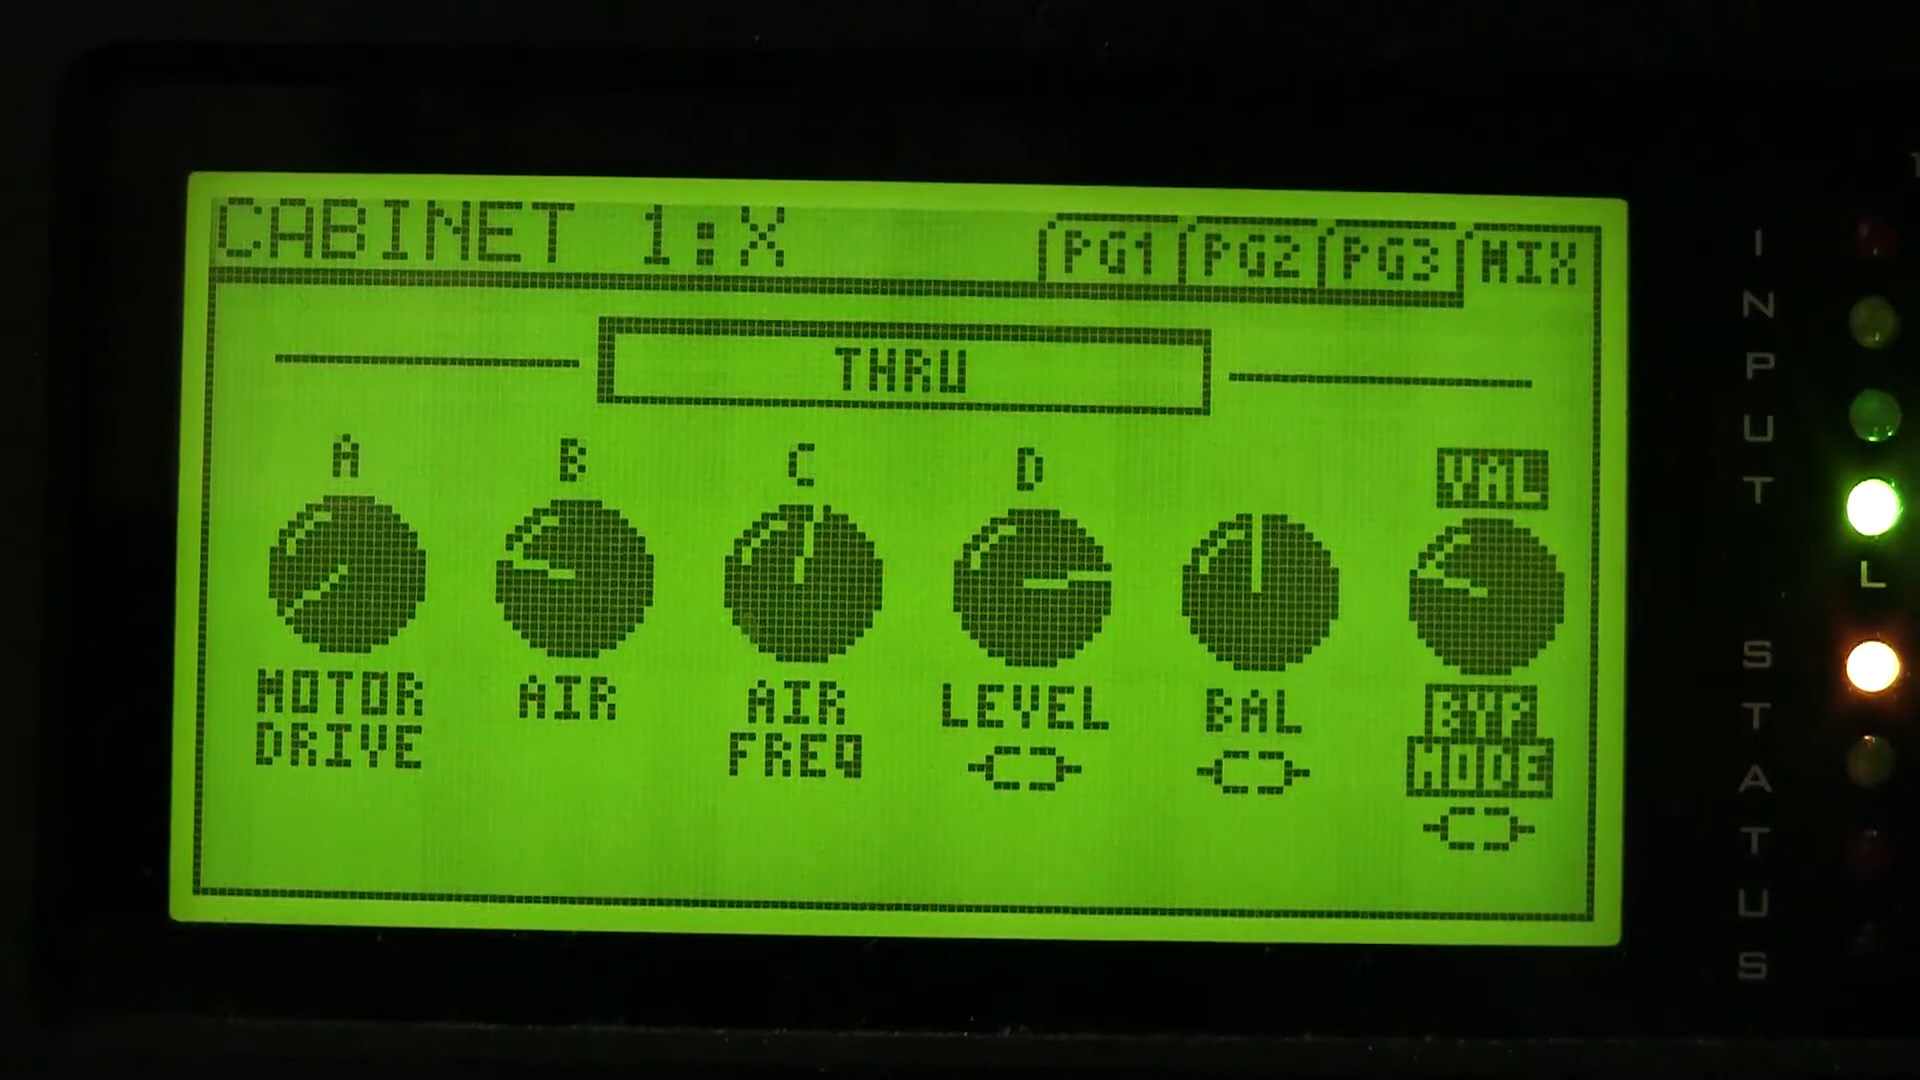 CABINET 1:X
PG1 PG2 PG3 MIX
THRU
A B C D VAL
MOTOR DRIVE
AIR
AIR FREQ
LEVEL
BAL
BYP MODE
INPUT
L
STATUS